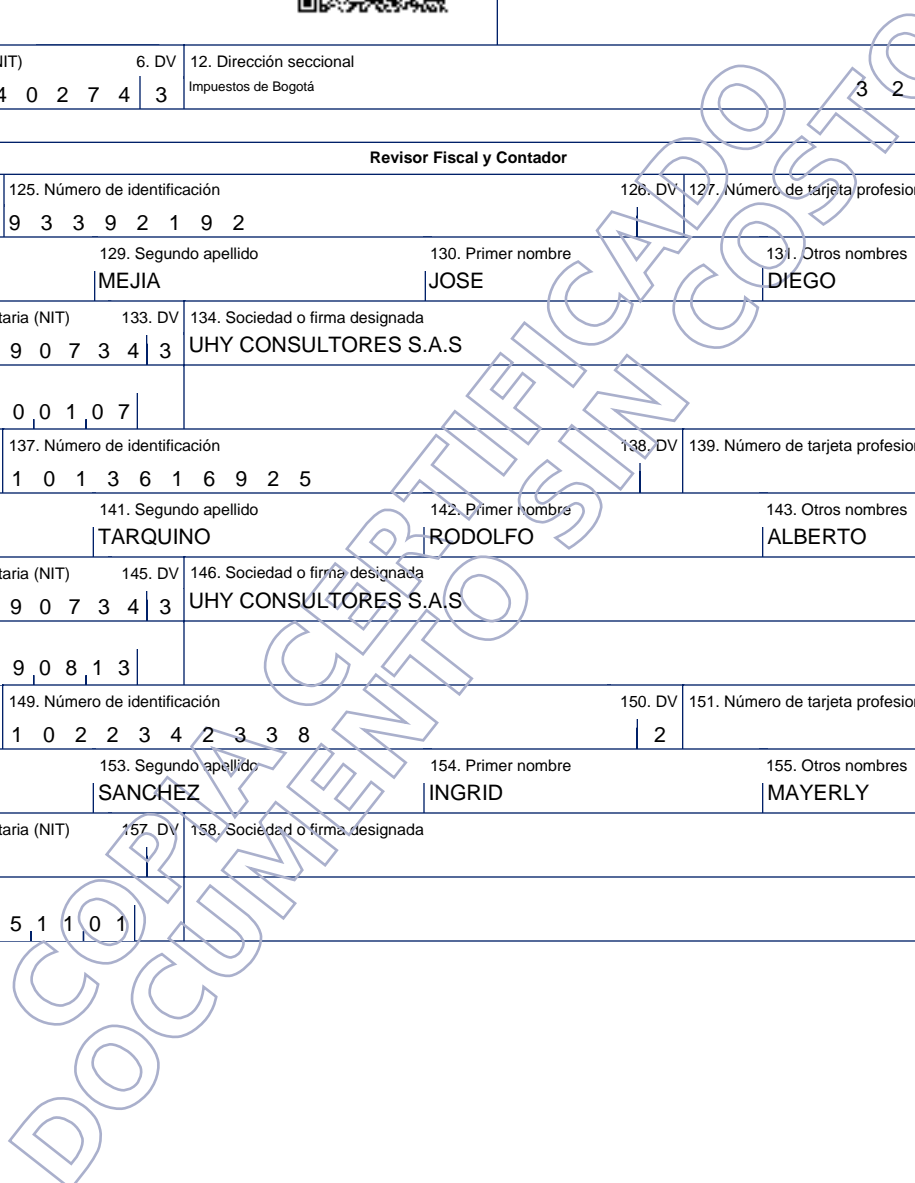 NIT) 6. DV 12. Dirección seccional
4 0 2 7 4 3 Impuestos de Bogotá 3 2
Revisor Fiscal y Contador
125. Número de identificación 126. DV 127. Número de tarjeta profesion
9 3 3 9 2 1 9 2
129. Segundo apellido 130. Primer nombre 131. Otros nombres
MEJIA JOSE DIEGO
taria (NIT) 133. DV 134. Sociedad o firma designada
9 0 7 3 4 3 UHY CONSULTORES S.A.S
0 0 1 0 7
137. Número de identificación 138. DV 139. Número de tarjeta profesion
1 0 1 3 6 1 6 9 2 5
141. Segundo apellido 142. Primer nombre 143. Otros nombres
TARQUINO RODOLFO ALBERTO
taria (NIT) 145. DV 146. Sociedad o firma designada
9 0 7 3 4 3 UHY CONSULTORES S.A.S
9 0 8 1 3
149. Número de identificación 150. DV 151. Número de tarjeta profesion
1 0 2 2 3 4 2 3 3 8 2
153. Segundo apellido 154. Primer nombre 155. Otros nombres
SANCHEZ INGRID MAYERLY
taria (NIT) 157. DV 158. Sociedad o firma designada
5 1 1 0 1
COPIA CERTIFICADO
DOCUMENTO SIN COSTO